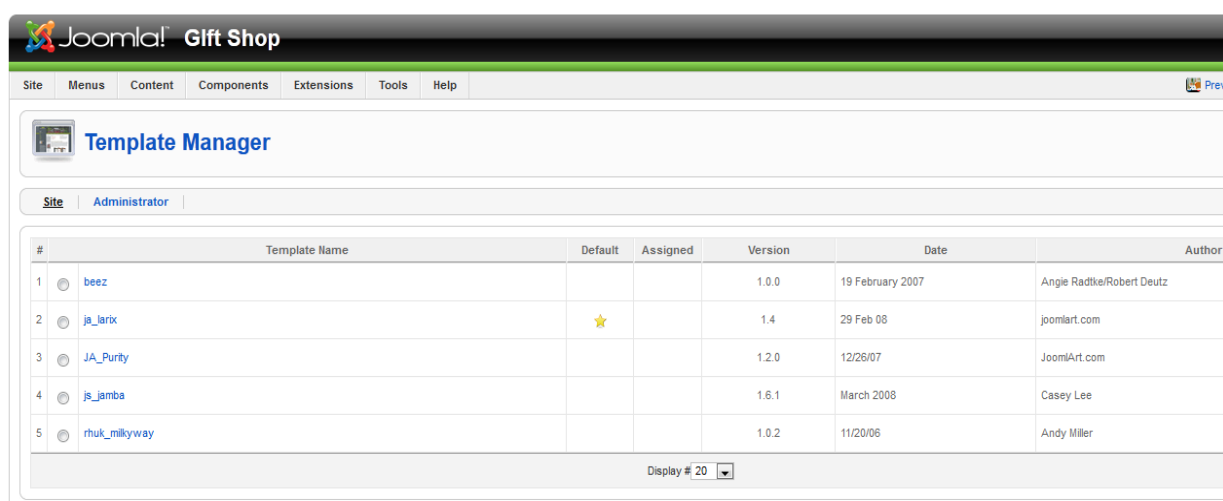 Joomla! GIft Shop
Site Menus Content Components Extensions Tools Help
Template Manager
Site Administrator
# Template Name Default Assigned Version Date Author
1 beez 1.0.0 19 February 2007 Angie Radtke/Robert Deutz
2 ja_larix 1.4 29 Feb 08 joomlart.com
3 JA_Purity 1.2.0 12/26/07 JoomlArt.com
4 js_jamba 1.6.1 March 2008 Casey Lee
5 rhuk_milkyway 1.0.2 11/20/06 Andy Miller
Display # 20